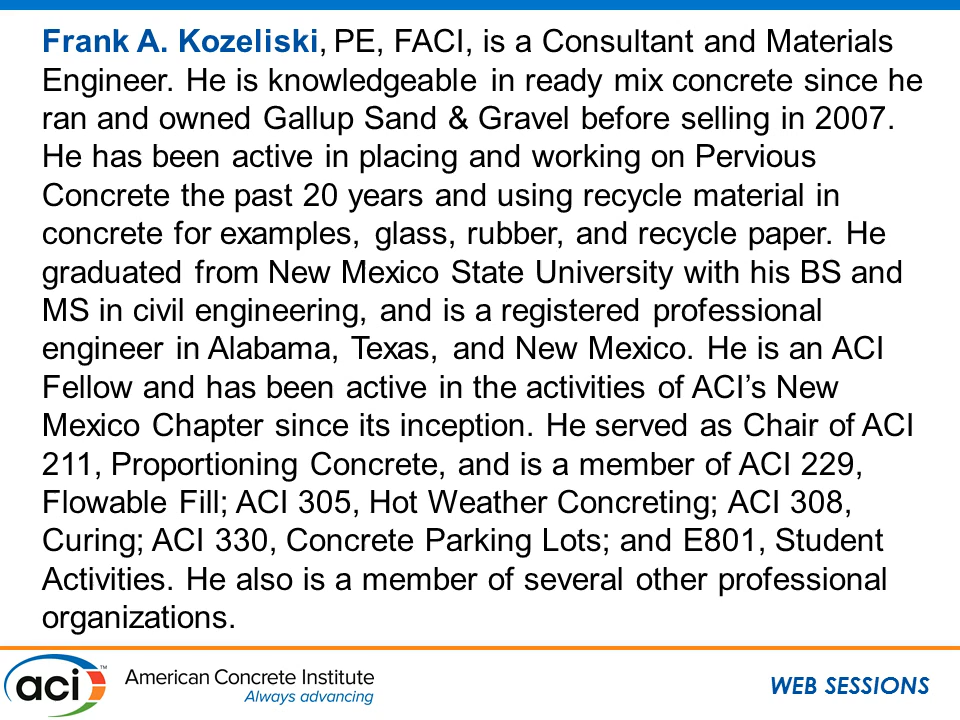 Frank A. Kozeliski, PE, FACI, is a Consultant and Materials
Engineer. He is knowledgeable in ready mix concrete since he
ran and owned Gallup Sand & Gravel before selling in 2007.
He has been active in placing and working on Pervious
Concrete the past 20 years and using recycle material in
concrete for examples, glass, rubber, and recycle paper. He
graduated from New Mexico State University with his BS and
MS in civil engineering, and is a registered professional
engineer in Alabama, Texas, and New Mexico. He is an ACI
Fellow and has been active in the activities of ACI’s New
Mexico Chapter since its inception. He served as Chair of ACI
211, Proportioning Concrete, and is a member of ACI 229,
Flowable Fill; ACI 305, Hot Weather Concreting; ACI 308,
Curing; ACI 330, Concrete Parking Lots; and E801, Student
Activities. He also is a member of several other professional
organizations.
aci™
American Concrete Institute
Always advancing
WEB SESSIONS